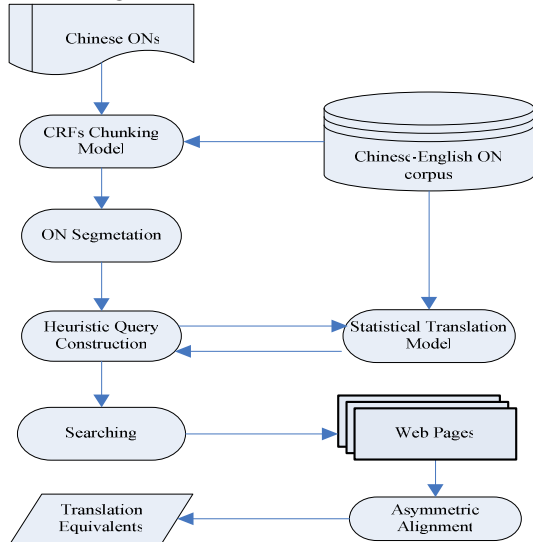 Chinese ONs
CRFs Chunking
Model
Chinese-English ON
corpus
ON Segmetation
Heuristic Query
Construction
Statistical Translation
Model
Searching
Web Pages
Translation
Equivalents
Asymmetric
Alignment